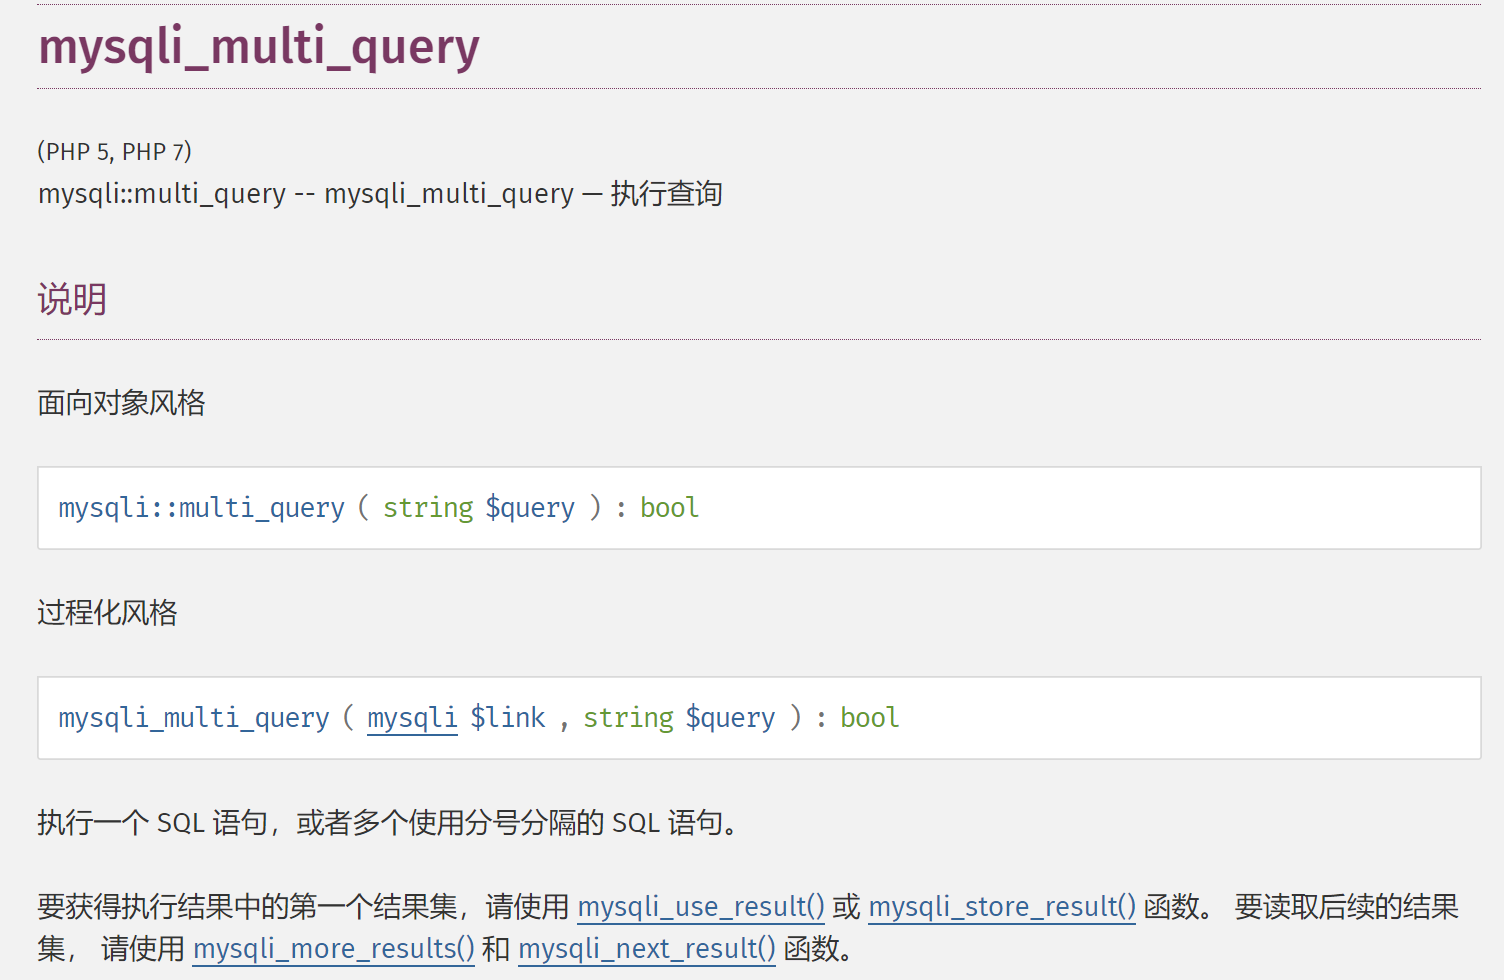 mysqli_multi_query
(PHP 5, PHP 7)
mysqli::multi_query -- mysqli_multi_query — 执行查询
说明
面向对象风格
mysqli::multi_query ( string $query ) : bool
过程化风格
mysqli_multi_query ( mysqli $link , string $query ) : bool
执行一个 SQL 语句，或者多个使用分号分隔的 SQL 语句。
要获得执行结果中的第一个结果集，请使用 mysqli_use_result() 或 mysqli_store_result() 函数。 要读取后续的结果
集， 请使用 mysqli_more_results() 和 mysqli_next_result() 函数。